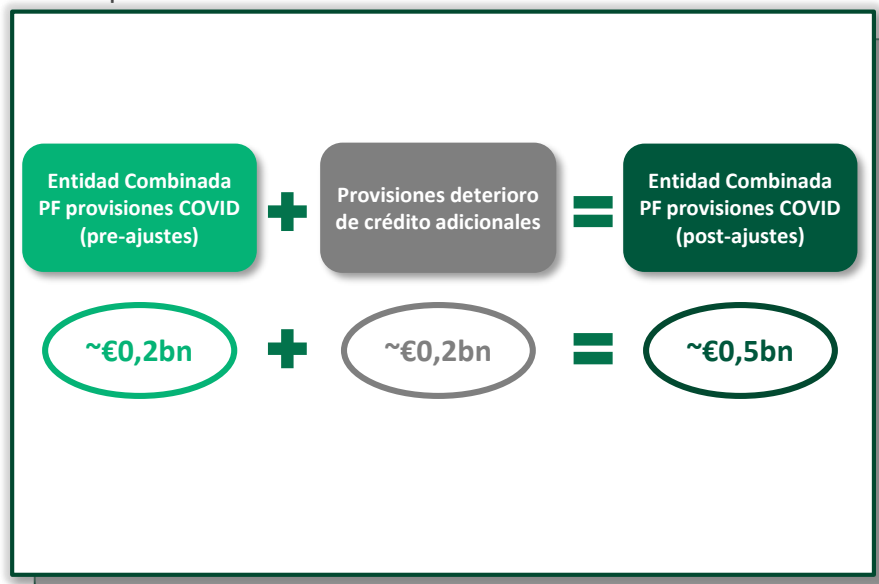 Entidad Combinada
PF provisiones COVID
(pre-ajustes)
+
Provisiones deterioro
de crédito adicionales
=
Entidad Combinada
PF provisiones COVID
(post-ajustes)
~€0,2bn
+
~€0,2bn
=
~€0,5bn